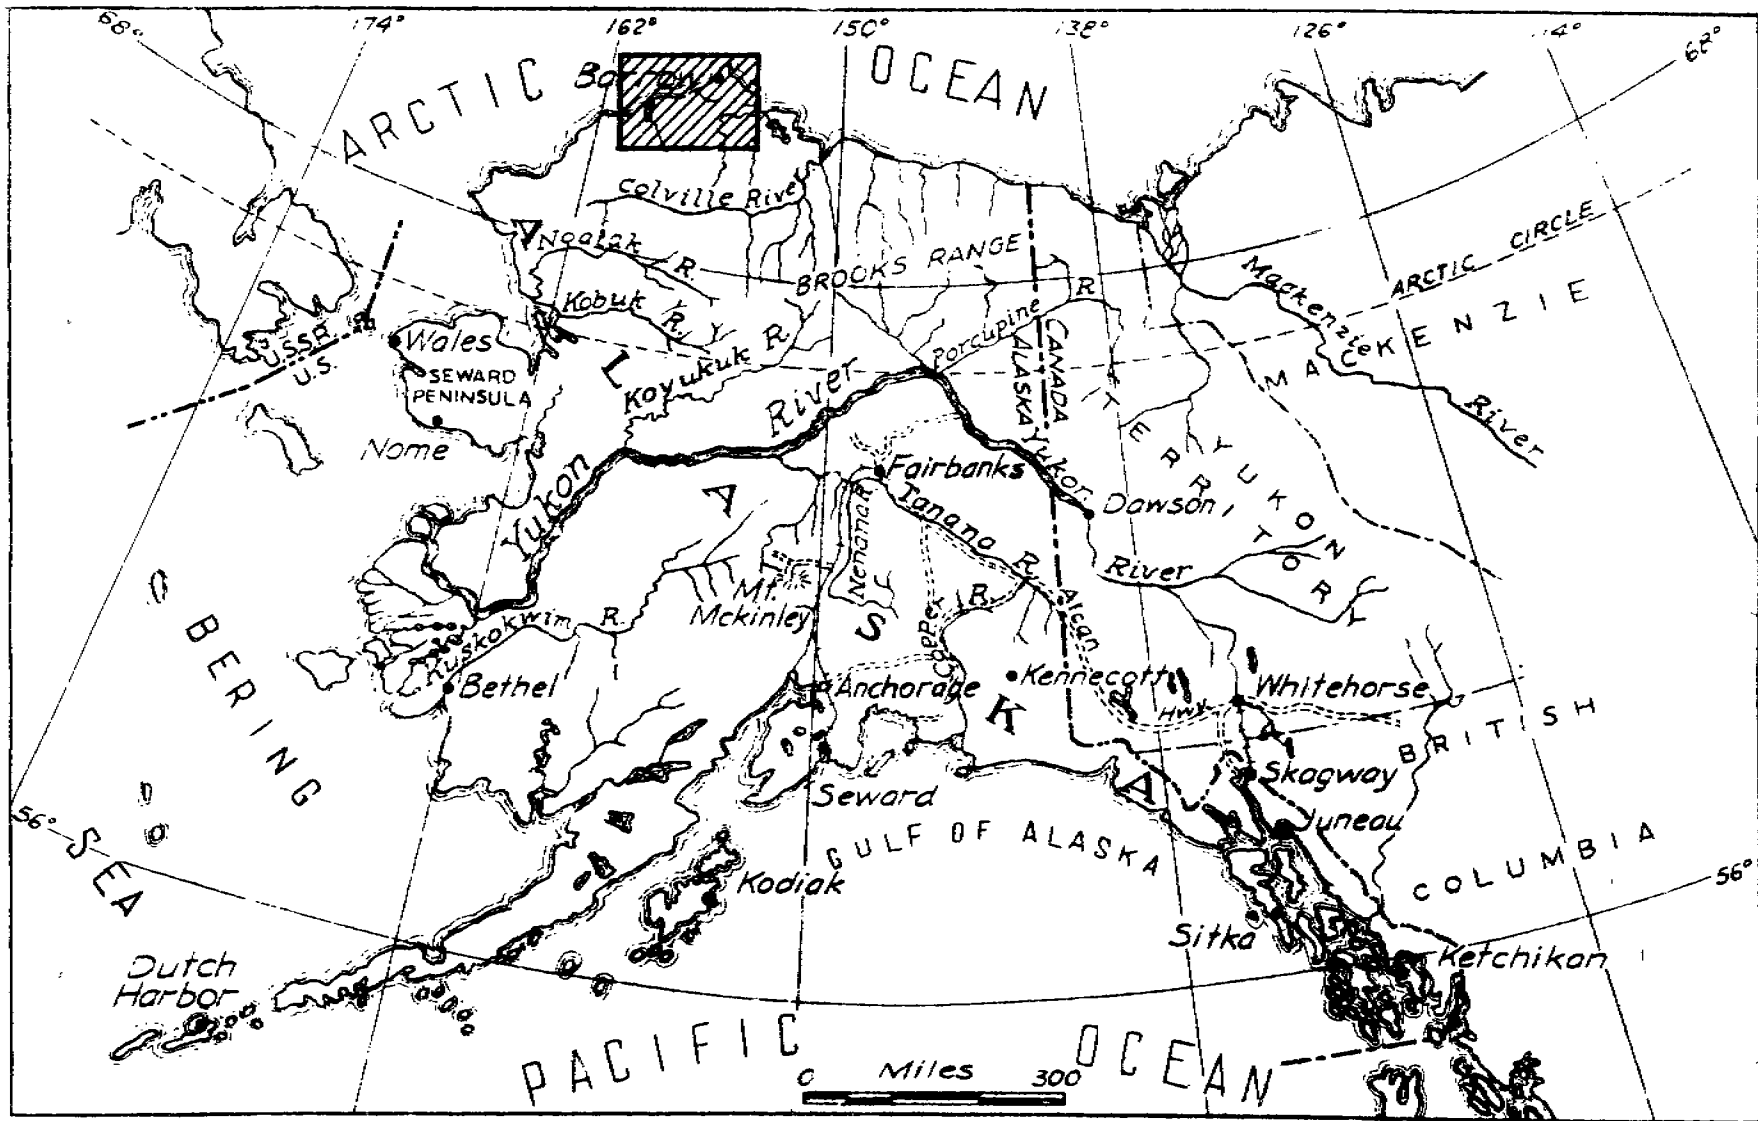 68°
174°
162°
150°
138°
126°
114°
68°
ARCTIC OCEAN
Barrow
Colville River
Noatak R.
BROOKS RANGE
ARCTIC CIRCLE
Kobuk R.
Koyukuk R.
Porcupine R
Mackenzie River
MACKENZIE
TERRITORY
USSR
U.S.
Wales
SEWARD
PENINSULA
Nome
CANADA
ALASKA
Yukon River
Yukon
YUKON
TERR
Fairbanks
Dawson
Tanana R.
Nenana R
River
Mt.
Mckinley
Copper R.
Alcan
Hwy.
Kuskokwim R.
Bethel
Anchorage
Kennecott
Whitehorse
ALASKA
BERING SEA
Seward
Skagway
Juneau
BRITISH
COLUMBIA
GULF OF ALASKA
Kodiak
Sitka
Ketchikan
56°
56°
Dutch
Harbor
PACIFIC OCEAN
0 Miles 300